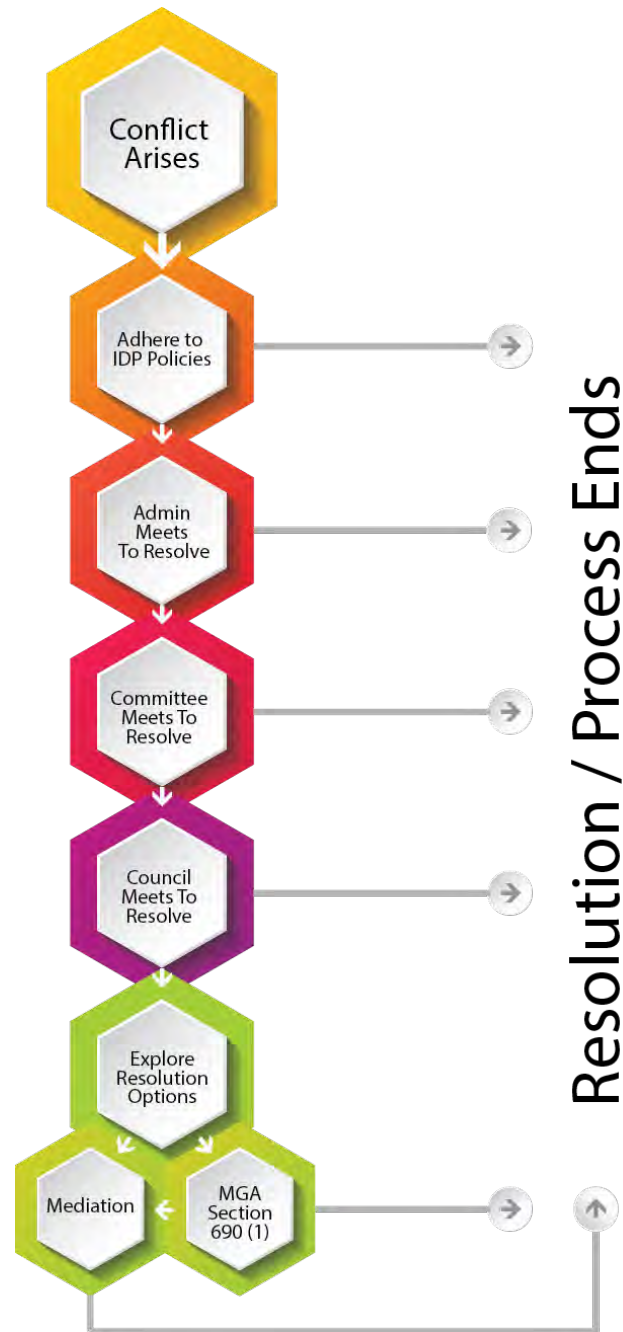 Conflict
Arises
Adhere to
IDP Policies
Admin
Meets
To Resolve
Committee
Meets To
Resolve
Council
Meets To
Resolve
Explore
Resolution
Options
Mediation
MGA
Section
690 (1)
Resolution / Process Ends